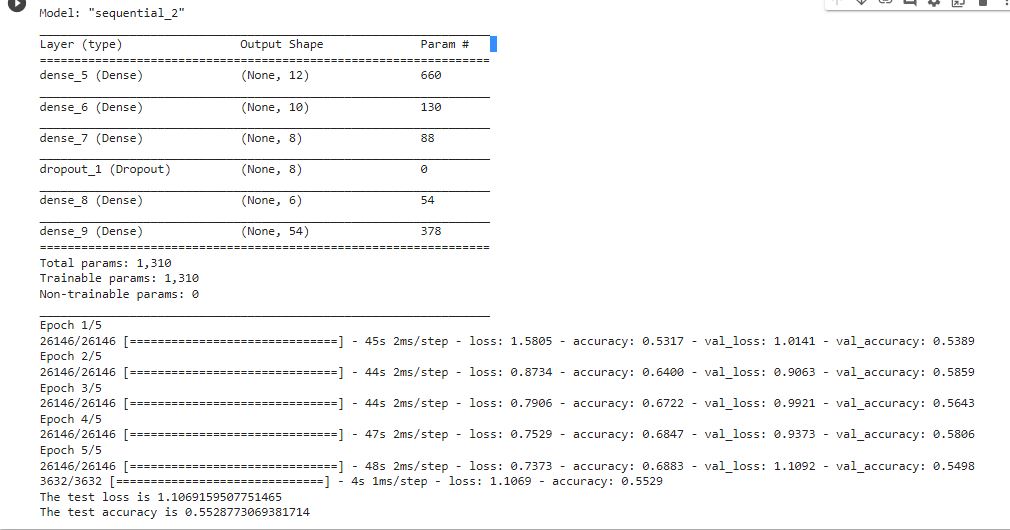 Model: "sequential_2"
Layer (type) Output Shape Param #
=================================================================
dense_5 (Dense) (None, 12) 660
dense_6 (Dense) (None, 10) 130
dense_7 (Dense) (None, 8) 88
dropout_1 (Dropout) (None, 8) 0
dense_8 (Dense) (None, 6) 54
dense_9 (Dense) (None, 54) 378
=================================================================
Total params: 1,310
Trainable params: 1,310
Non-trainable params: 0
Epoch 1/5
26146/26146 [==============================] - 45s 2ms/step - loss: 1.5805 - accuracy: 0.5317 - val_loss: 1.0141 - val_accuracy: 0.5389
Epoch 2/5
26146/26146 [==============================] - 44s 2ms/step - loss: 0.8734 - accuracy: 0.6400 - val_loss: 0.9063 - val_accuracy: 0.5859
Epoch 3/5
26146/26146 [==============================] - 44s 2ms/step - loss: 0.7906 - accuracy: 0.6722 - val_loss: 0.9921 - val_accuracy: 0.5643
Epoch 4/5
26146/26146 [==============================] - 47s 2ms/step - loss: 0.7529 - accuracy: 0.6847 - val_loss: 0.9373 - val_accuracy: 0.5806
Epoch 5/5
26146/26146 [==============================] - 48s 2ms/step - loss: 0.7373 - accuracy: 0.6883 - val_loss: 1.1092 - val_accuracy: 0.5498
3632/3632 [==============================] - 4s 1ms/step - loss: 1.1069 - accuracy: 0.5529
The test loss is 1.1069159507751465
The test accuracy is 0.5528773069381714